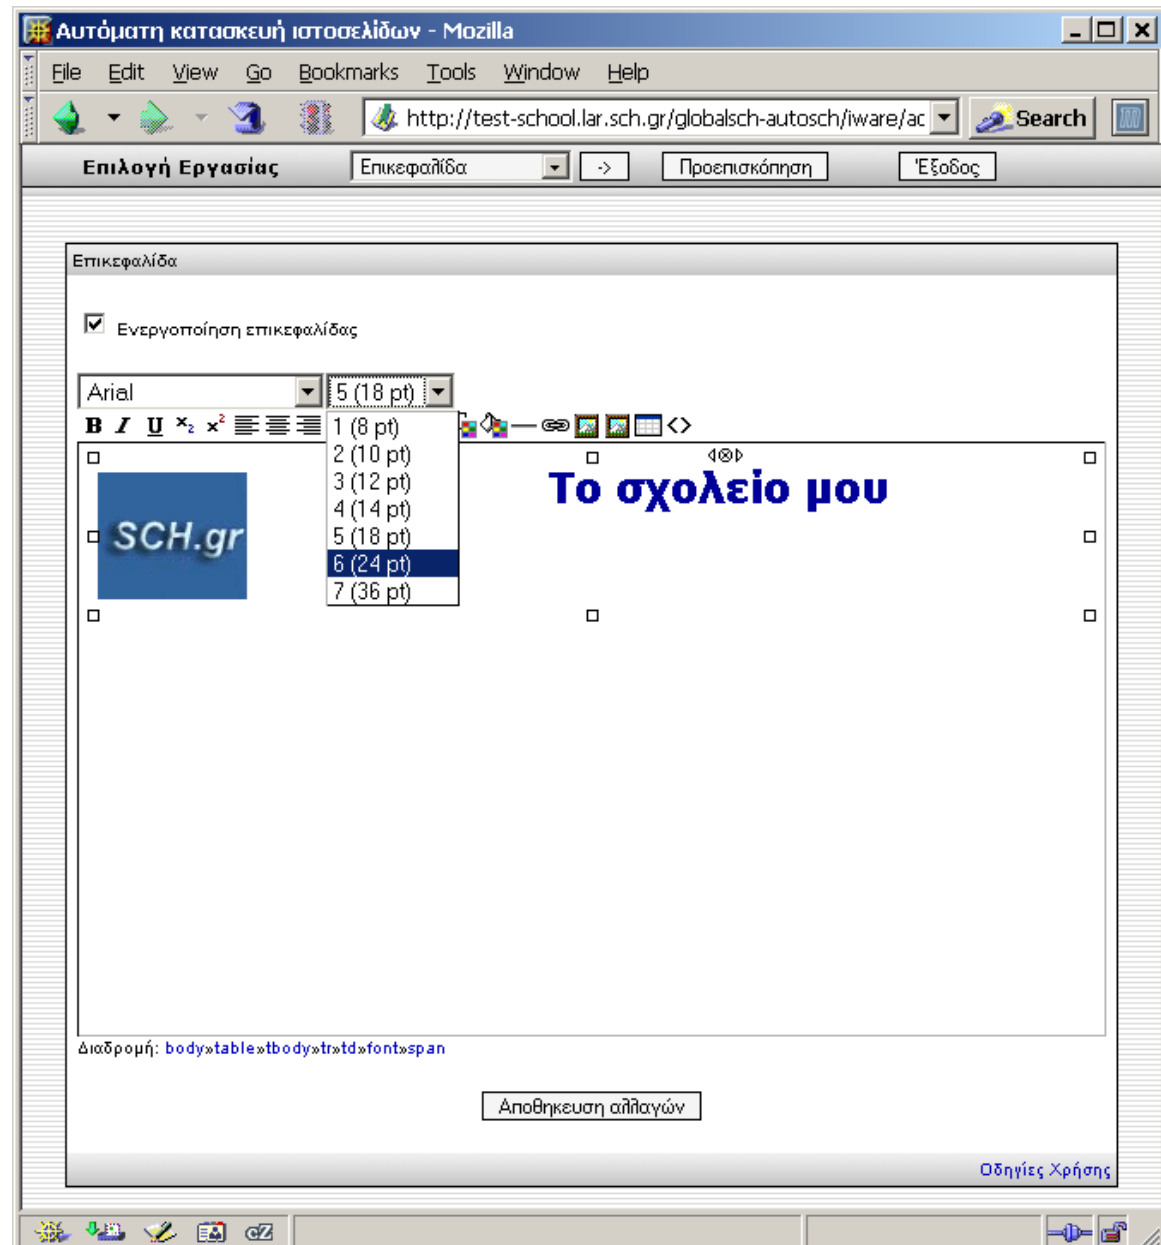 Αυτόματη κατασκευή ιστοσελίδων - Mozilla
File Edit View Go Bookmarks Tools Window Help
http://test-school.lar.sch.gr/globalsch-autosch/iware/ac Search
Επιλογή Εργασίας Επικεφαλίδα -> Προεπισκόπηση Έξοδος
Επικεφαλίδα
Ενεργοποίηση επικεφαλίδας
Arial 5 (18 pt)
B I U x₂ x² <>
1 (8 pt)
2 (10 pt)
3 (12 pt)
4 (14 pt)
5 (18 pt)
6 (24 pt)
7 (36 pt)
SCH.gr
Το σχολείο μου
Διαδρομή: body»table»tbody»tr»td»font»span
Αποθηκευση αλλαγών
Οδηγίες Χρήσης
cZ